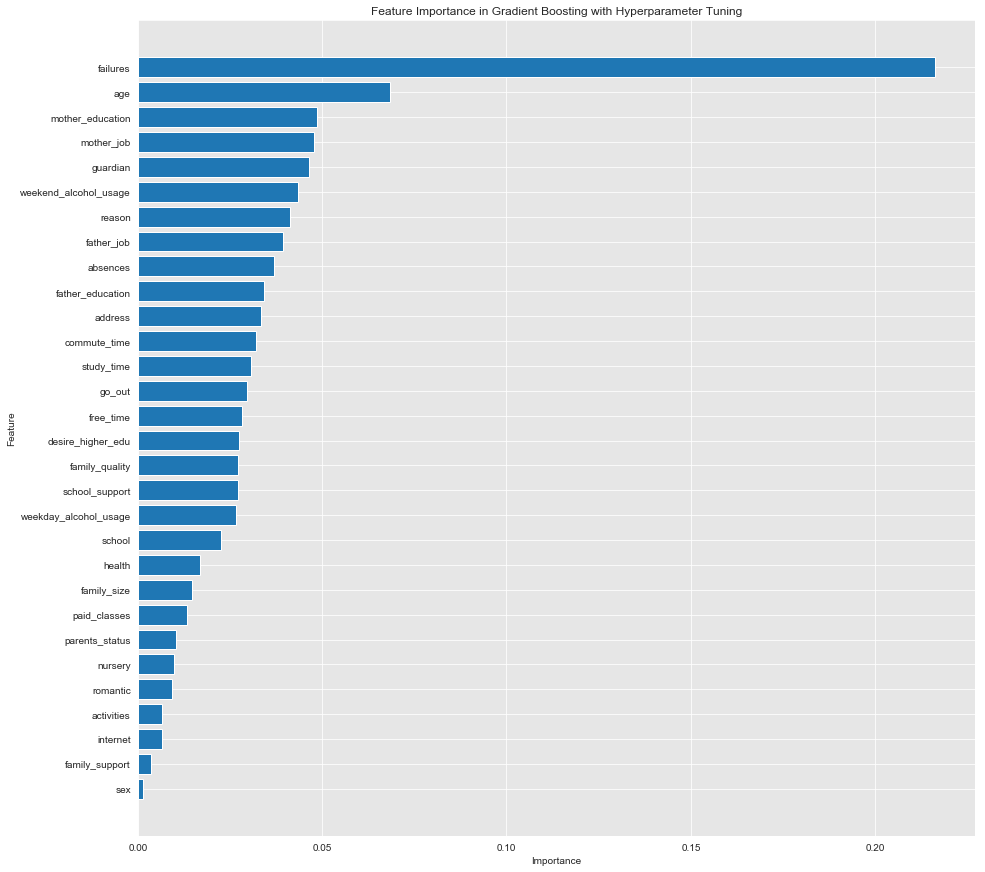 Feature Importance in Gradient Boosting with Hyperparameter Tuning
failures
age
mother_education
mother_job
guardian
weekend_alcohol_usage
reason
father_job
absences
father_education
address
commute_time
study_time
go_out
free_time
desire_higher_edu
family_quality
school_support
weekday_alcohol_usage
school
health
family_size
paid_classes
parents_status
nursery
romantic
activities
internet
family_support
sex
Feature
0.00 0.05 0.10 0.15 0.20
Importance